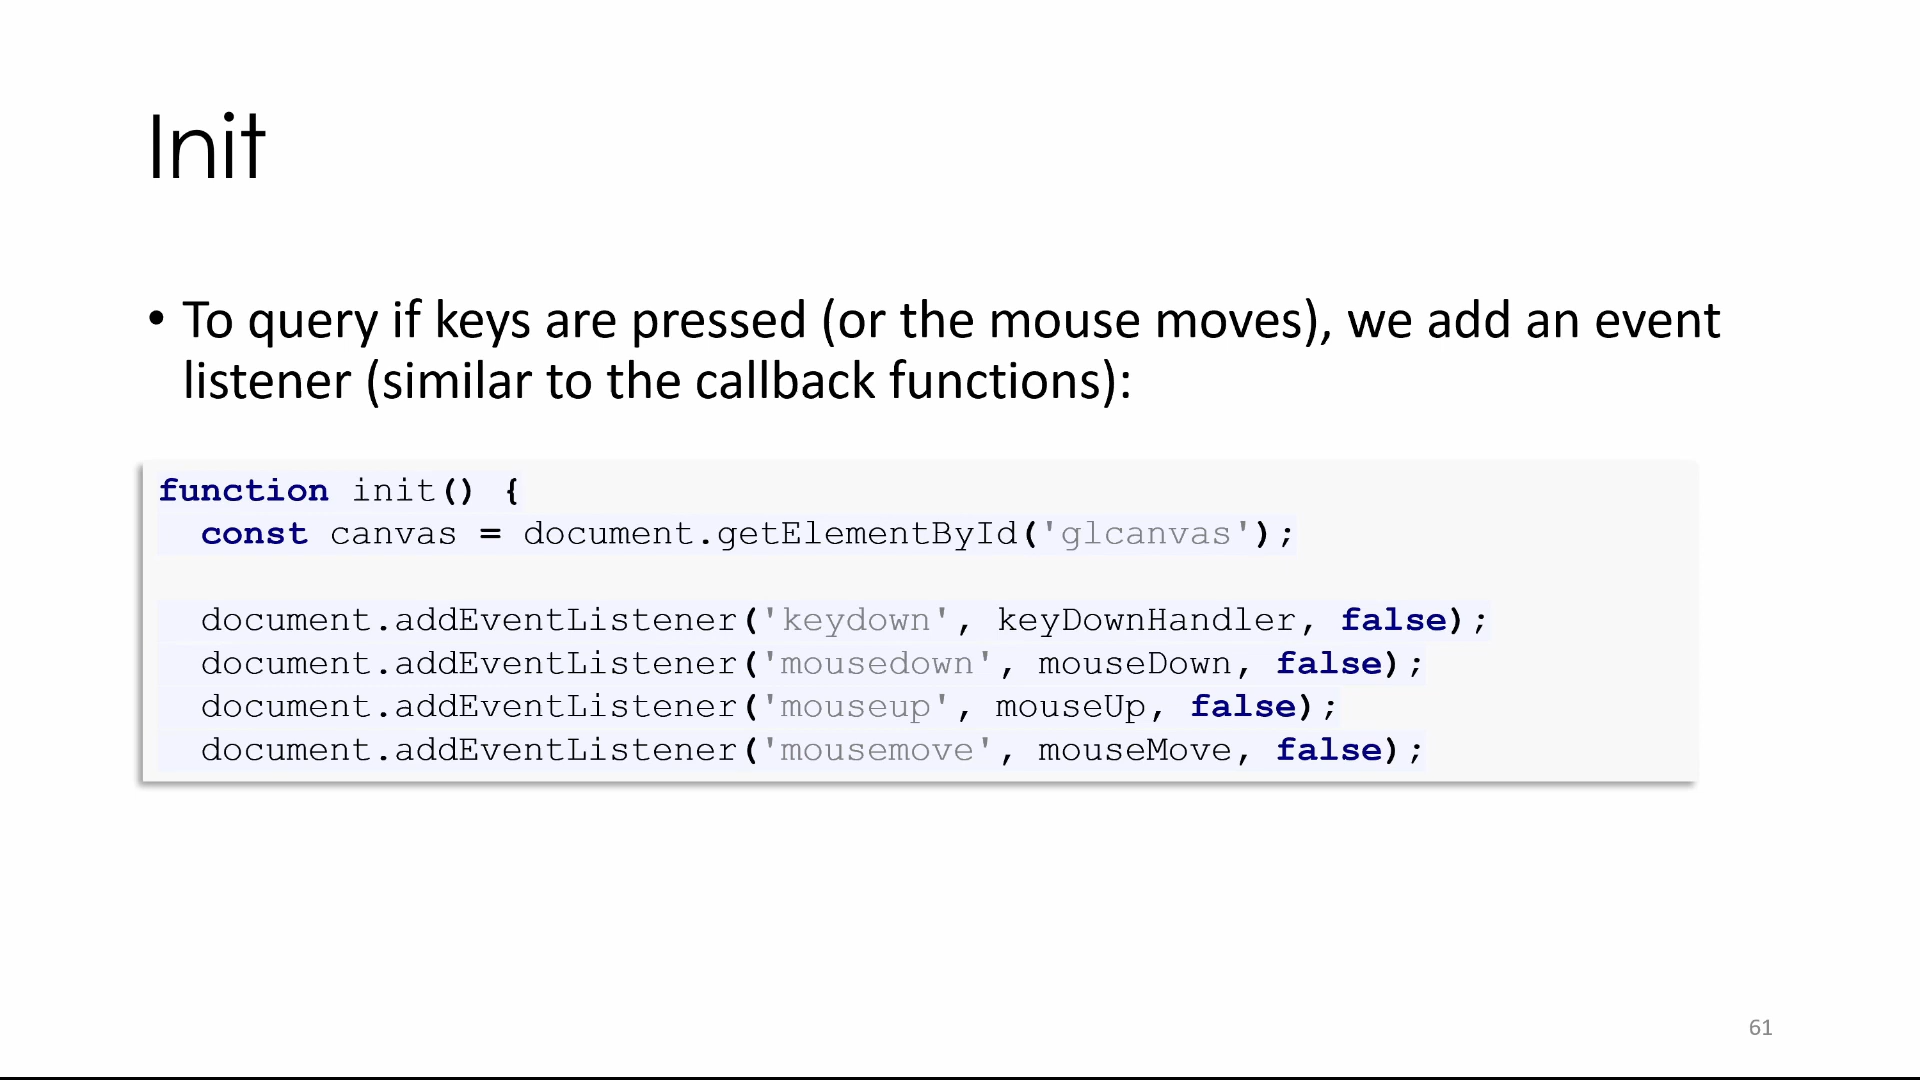 Init
• To query if keys are pressed (or the mouse moves), we add an event
listener (similar to the callback functions):
function init() {
  const canvas = document.getElementById('glcanvas');
  document.addEventListener('keydown', keyDownHandler, false);
  document.addEventListener('mousedown', mouseDown, false);
  document.addEventListener('mouseup', mouseUp, false);
  document.addEventListener('mousemove', mouseMove, false);
61